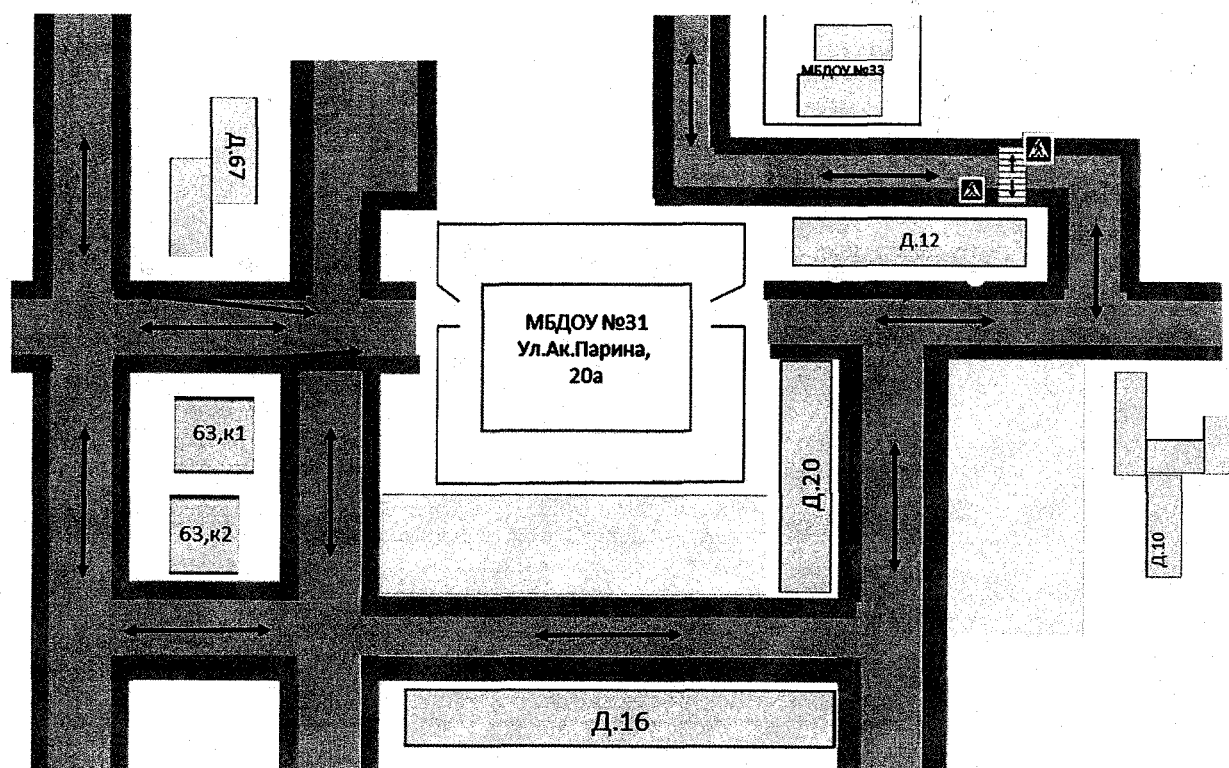 МБДОУ №33
Д.67
Д.12
МБДОУ №31
Ул.Ак.Парина,
20а
63,к1
Д.20
63,к2
Д.10
Д.16